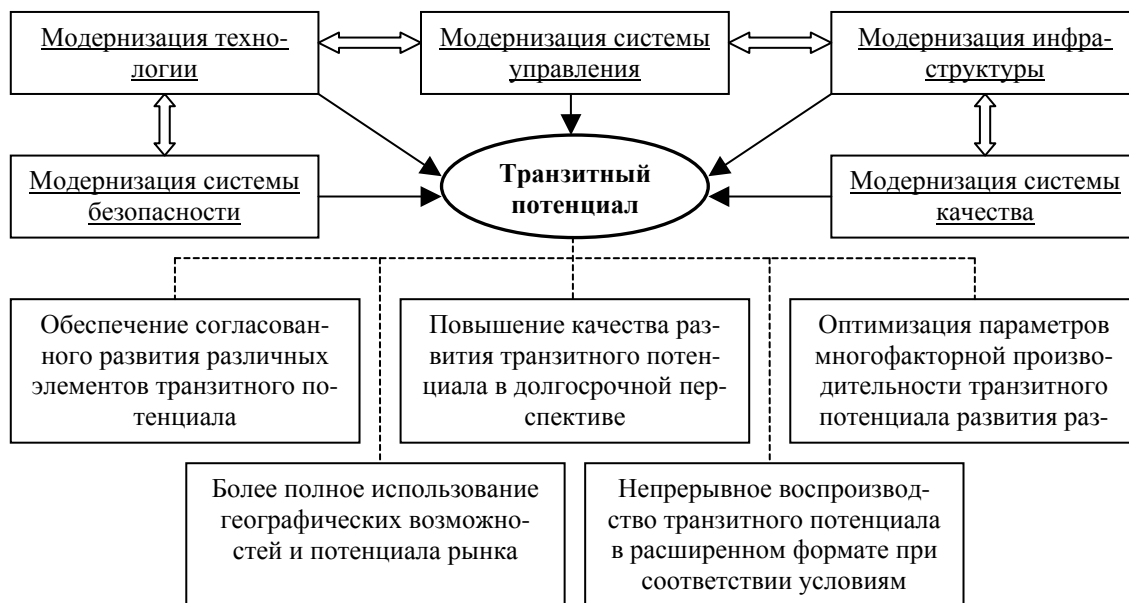 Модернизация техно-
логии
Модернизация системы
управления
Модернизация инфра-
структуры
Модернизация системы
безопасности
Транзитный
потенциал
Модернизация системы
качества
Обеспечение согласован-
ного развития различных
элементов транзитного по-
тенциала
Повышение качества раз-
вития транзитного потен-
циала в долгосрочной пер-
спективе
Оптимизация параметров
многофакторной произво-
дительности транзитного
потенциала развития раз-
Более полное использование
географических возможно-
стей и потенциала рынка
Непрерывное воспроизвод-
ство транзитного потенциала
в расширенном формате при
соответствии условиям